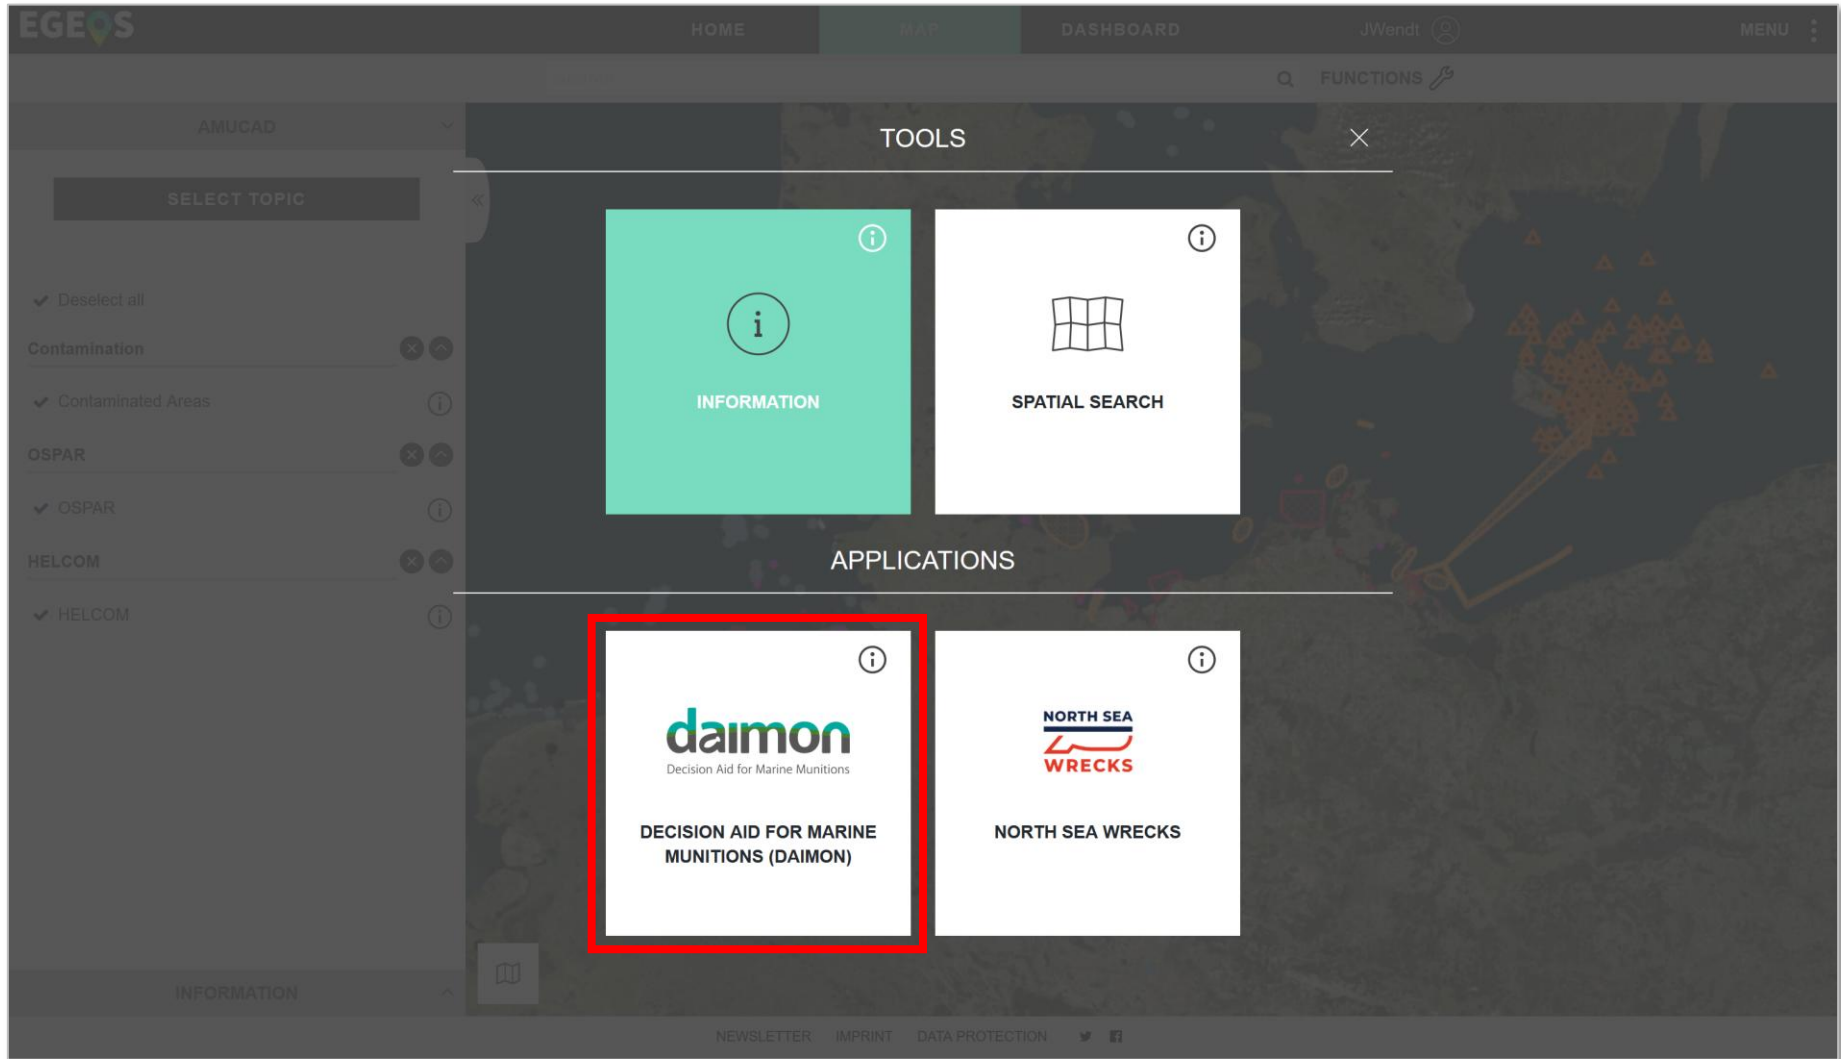 EGEOS
HOME
MAP
DASHBOARD
JWendt
MENU
FUNCTIONS
AMUCAD
SELECT TOPIC
Deselect all
Contamination
Contaminated Areas
OSPAR
OSPAR
HELCOM
HELCOM
INFORMATION
TOOLS
INFORMATION
SPATIAL SEARCH
APPLICATIONS
daimon
Decision Aid for Marine Munitions
DECISION AID FOR MARINE
MUNITIONS (DAIMON)
NORTH SEA
WRECKS
NORTH SEA WRECKS
NEWSLETTER
IMPRINT
DATA PROTECTION